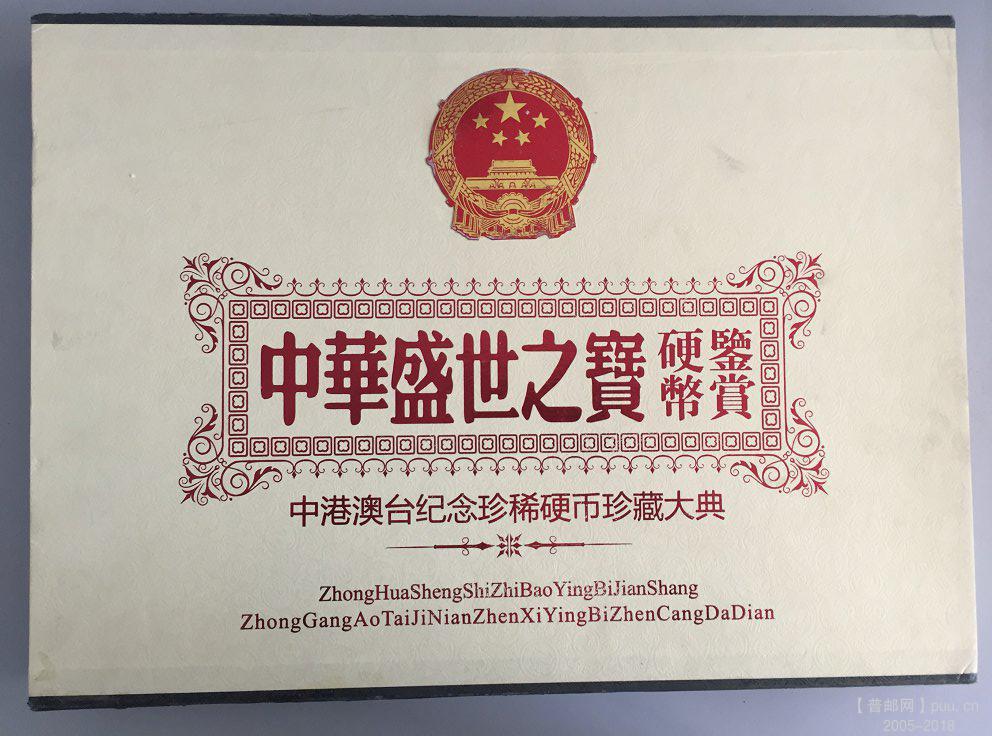 中華盛世之寶硬幣鑒賞
中港澳台纪念珍稀硬币珍藏大典
ZhongHuaShengShiZhiBaoYingBiJianShang
ZhongGangAoTaiJiNianZhenXiYingBiZhenCangDaDian
【普邮网】puu.cn
2005-2018